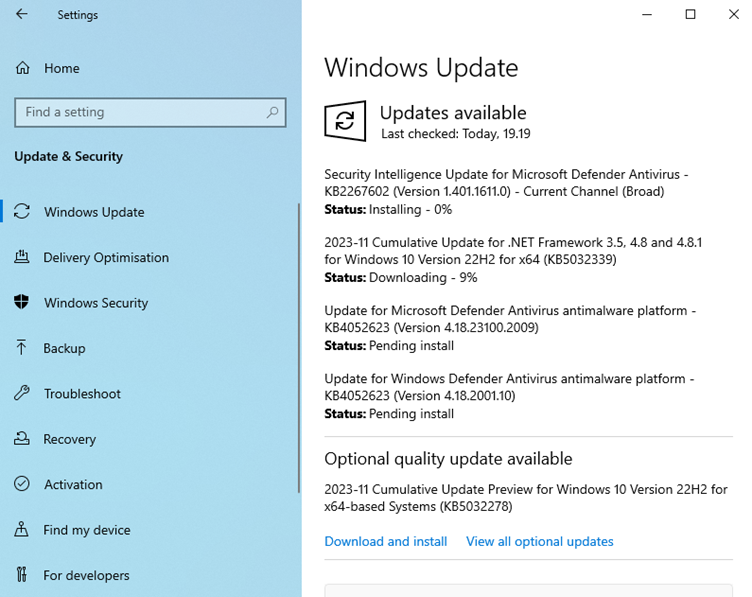 Settings
Home
Find a setting
Update & Security
Windows Update
Delivery Optimisation
Windows Security
Backup
Troubleshoot
Recovery
Activation
Find my device
For developers
Windows Update
Updates available
Last checked: Today, 19.19
Security Intelligence Update for Microsoft Defender Antivirus -
KB2267602 (Version 1.401.1611.0) - Current Channel (Broad)
Status: Installing - 0%
2023-11 Cumulative Update for .NET Framework 3.5, 4.8 and 4.8.1
for Windows 10 Version 22H2 for x64 (KB5032339)
Status: Downloading - 9%
Update for Microsoft Defender Antivirus antimalware platform -
KB4052623 (Version 4.18.23100.2009)
Status: Pending install
Update for Windows Defender Antivirus antimalware platform -
KB4052623 (Version 4.18.2001.10)
Status: Pending install
Optional quality update available
2023-11 Cumulative Update Preview for Windows 10 Version 22H2 for
x64-based Systems (KB5032278)
Download and install View all optional updates